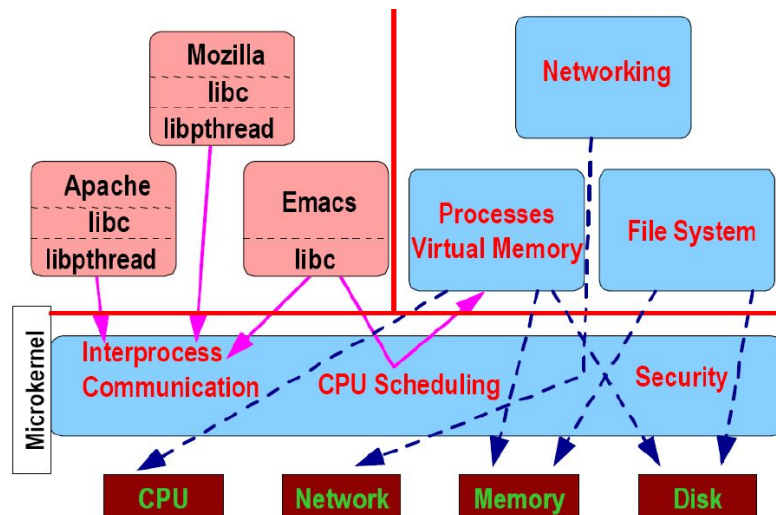 Mozilla
libc
libpthread
Networking
Apache
libc
libpthread
Emacs
libc
Processes
Virtual Memory
File System
Microkernel
Interprocess
Communication
CPU Scheduling
Security
CPU
Network
Memory
Disk